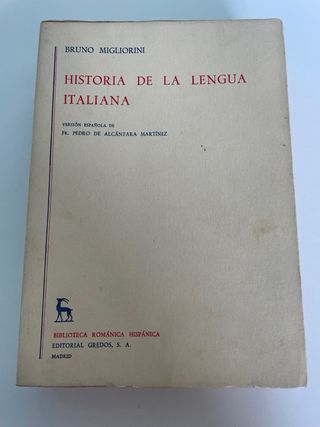 BRUNO MIGLIORINI
HISTORIA DE LA LENGUA
ITALIANA
VERSIÓN ESPAÑOLA DE
FR. PEDRO DE ALCÁNTARA MARTÍNEZ
BIBLIOTECA ROMÁNICA HISPÁNICA
EDITORIAL GREDOS, S. A.
MADRID